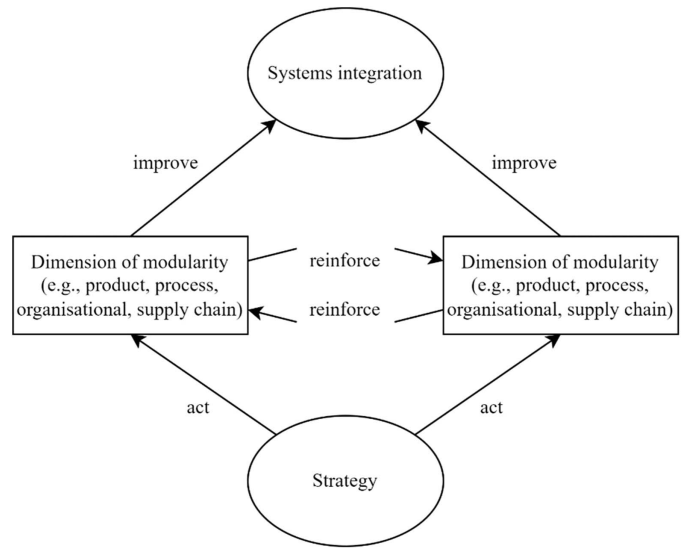 Systems integration
improve
improve
Dimension of modularity
(e.g., product, process,
organisational, supply chain)
reinforce
reinforce
Dimension of modularity
(e.g., product, process,
organisational, supply chain)
act
act
Strategy